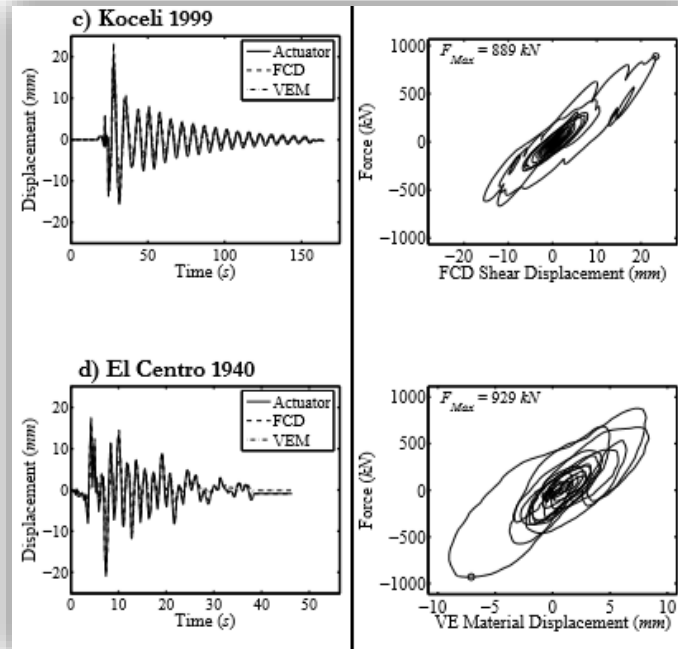 c) Koceli 1999
20
10
0
−10
−20
Displacement (mm)
Actuator
FCD
VEM
0
50
100
150
Time (s)
1000
500
0
−500
−1000
Force (kN)
F_Max = 889 kN
−20
−10
0
10
20
FCD Shear Displacement (mm)
d) El Centro 1940
20
10
0
−10
−20
Displacement (mm)
Actuator
FCD
VEM
0
10
20
30
40
50
Time (s)
1000
500
0
−500
−1000
Force (kN)
F_Max = 929 kN
−10
−5
0
5
10
VE Material Displacement (mm)